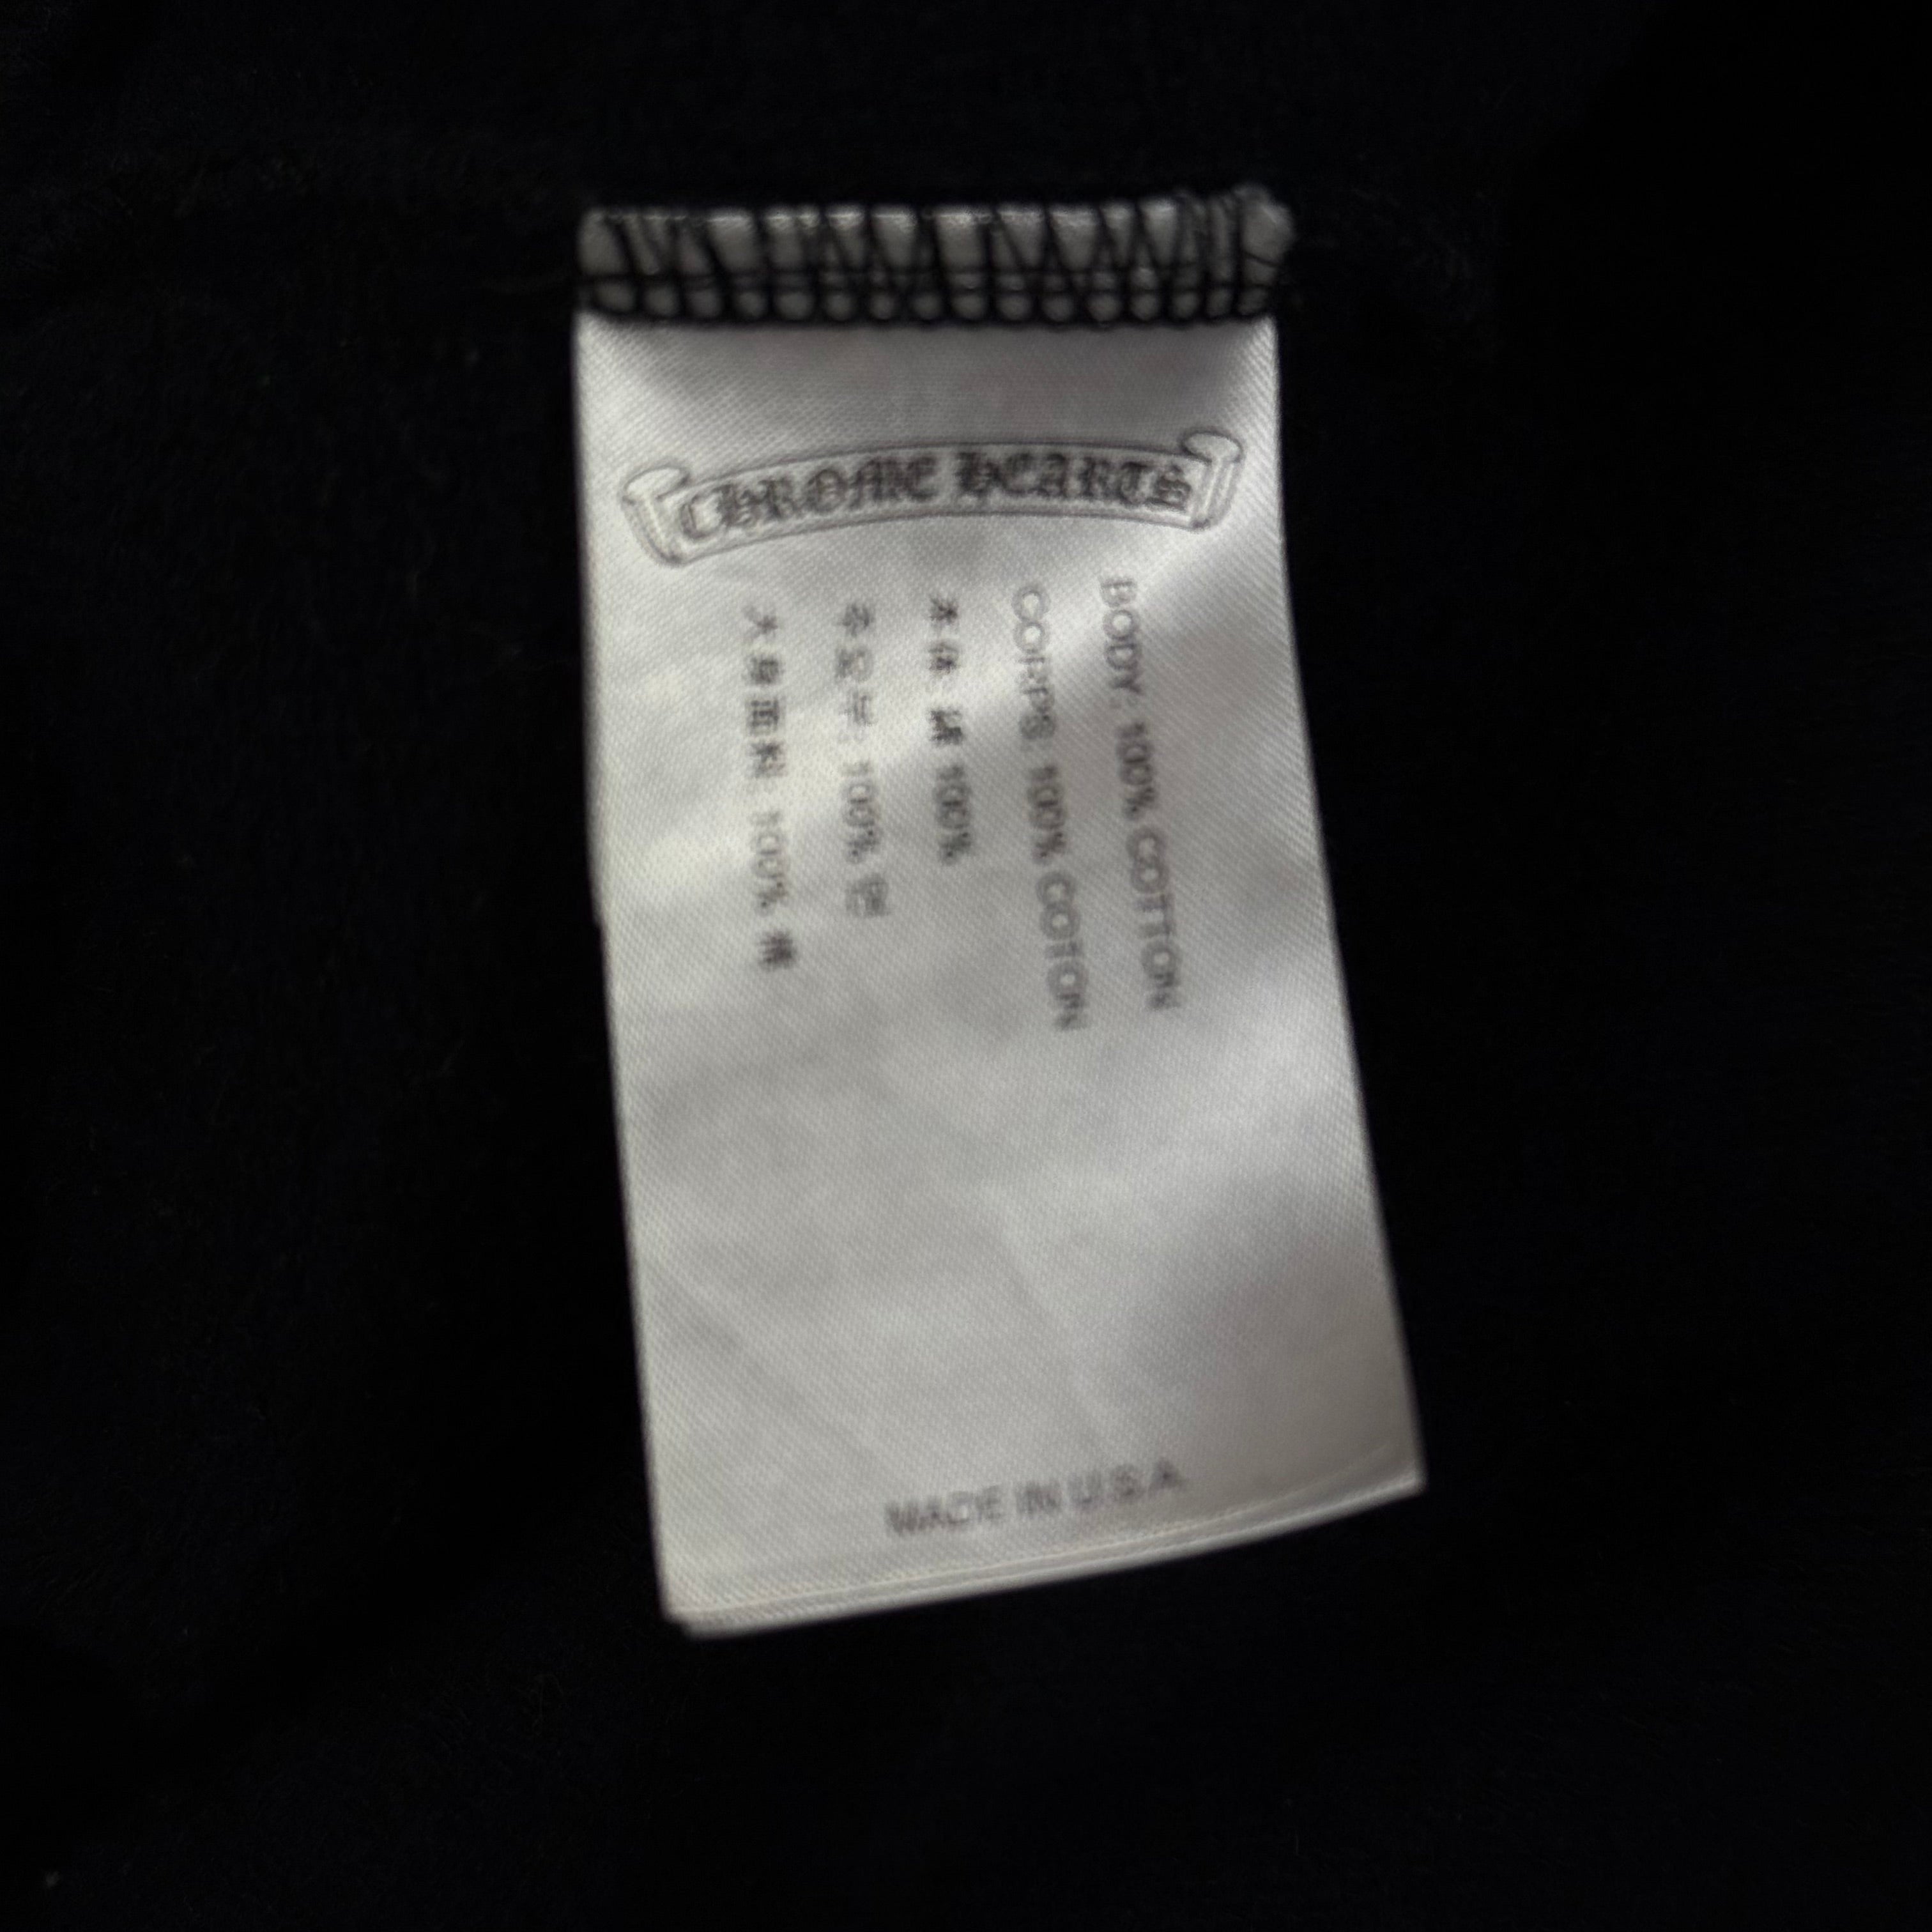 CHROME HEARTS
BODY: 100% COTTON
CORPS: 100% COTON
本体: 綿 100%
주요부: 100% 면
大身面料: 100% 棉
MADE IN U.S.A.